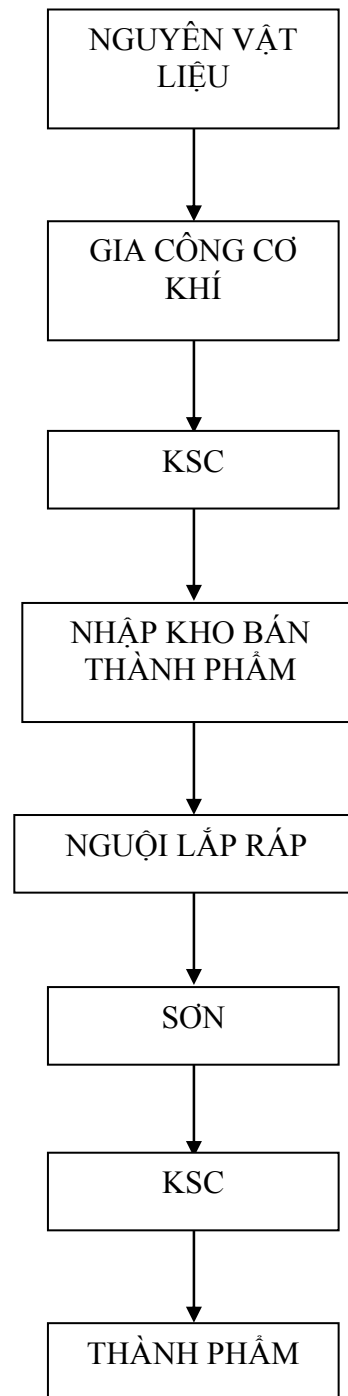 NGUYÊN VẬT
LIỆU
GIA CÔNG CƠ
KHÍ
KSC
NHẬP KHO BÁN
THÀNH PHẨM
NGUỘI LẮP RÁP
SƠN
KSC
THÀNH PHẨM